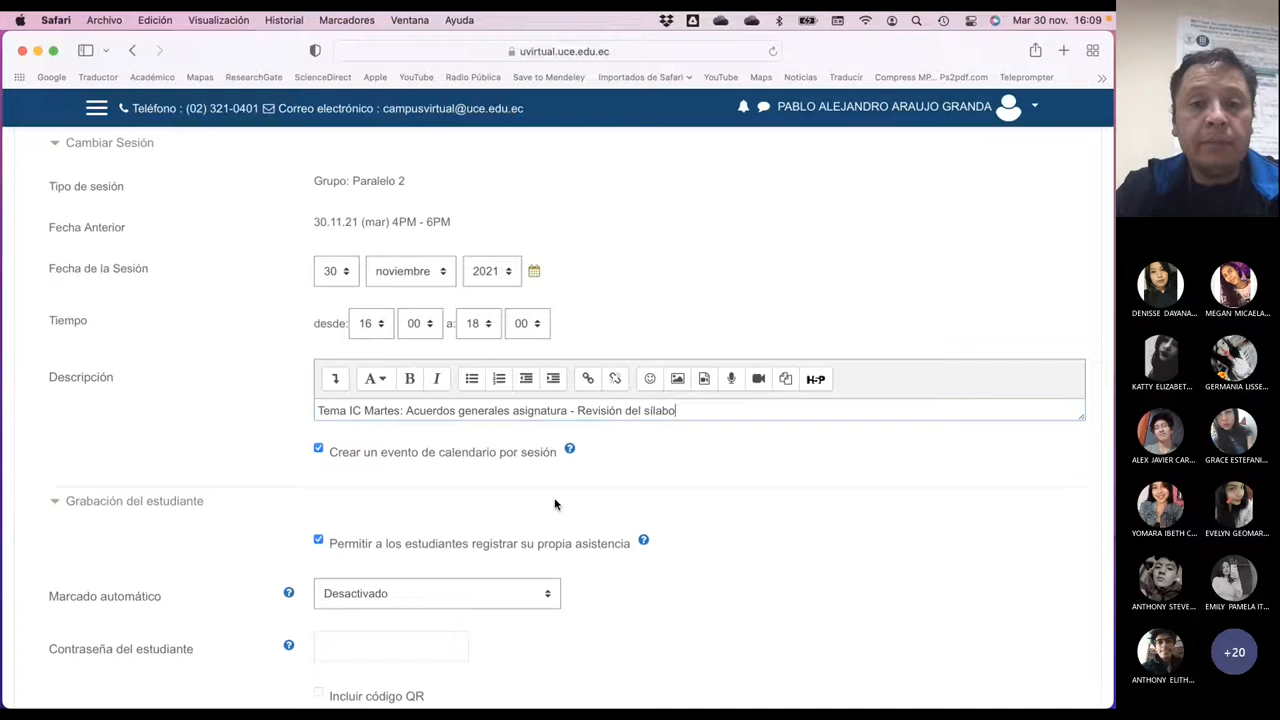 Safari Archivo Edición Visualización Historial Marcadores Ventana Ayuda Mar 30 nov. 16:09
uvirtual.uce.edu.ec
Google Traductor Académico Mapas ResearchGate ScienceDirect Apple YouTube Radio Pública Save to Mendeley Importados de Safari YouTube Maps Noticias Traducir Compress MP... Ps2pdf.com Teleprompter
Teléfono : (02) 321-0401 Correo electrónico : campusvirtual@uce.edu.ec PABLO ALEJANDRO ARAUJO GRANDA
Cambiar Sesión
Tipo de sesión Grupo: Paralelo 2
Fecha Anterior 30.11.21 (mar) 4PM - 6PM
Fecha de la Sesión 30 noviembre 2021
Tiempo desde: 16 00 a: 18 00
Descripción
A B I H-P
Tema IC Martes: Acuerdos generales asignatura - Revisión del sílabo
Crear un evento de calendario por sesión
Grabación del estudiante
Permitir a los estudiantes registrar su propia asistencia
Marcado automático Desactivado
Contraseña del estudiante
Incluir código QR
DENISSE DAYANA... MEGAN MICAELA...
KATTY ELIZABET... GERMANIA LISSE...
ALEX JAVIER CAR... GRACE ESTEFANI...
YOMARA IBETH C... EVELYN GEOMAR...
ANTHONY STEVE... EMILY PAMELA IT...
ANTHONY ELITH... +20